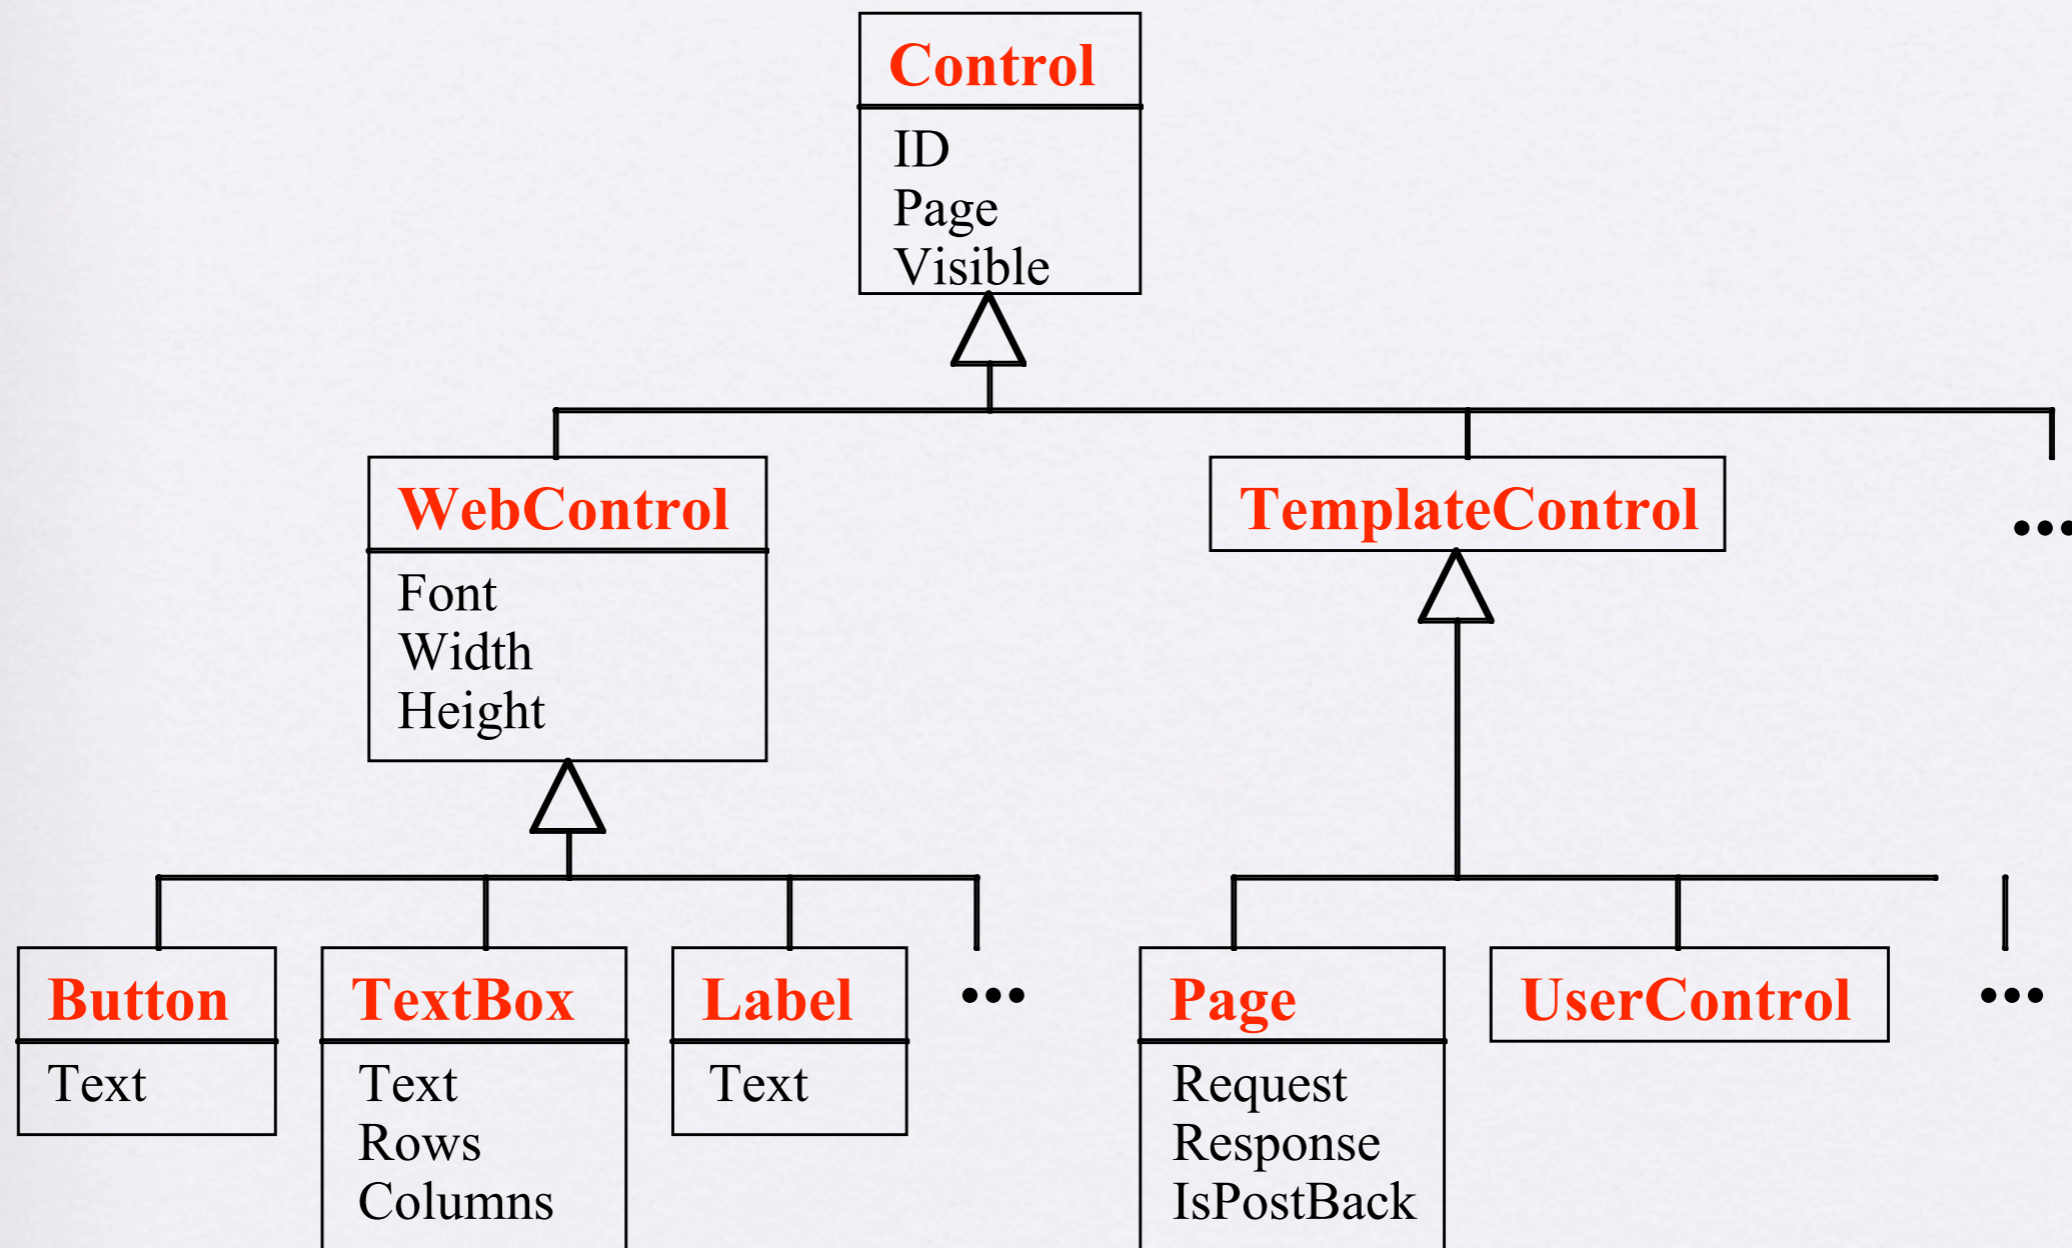 Control
ID
Page
Visible
WebControl
Font
Width
Height
TemplateControl
...
Button
Text
TextBox
Text
Rows
Columns
Label
Text
...
Page
Request
Response
IsPostBack
UserControl
...